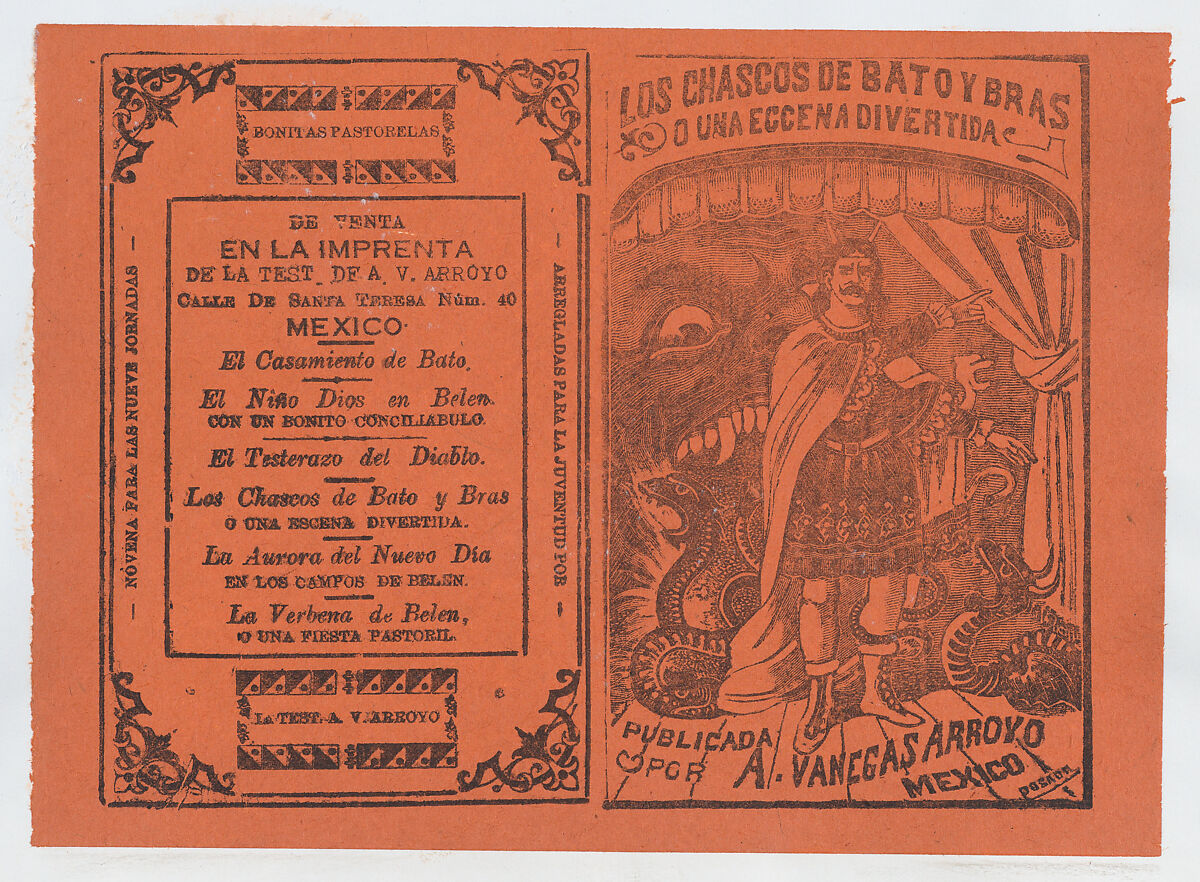 BONITAS PASTORELAS
DE VENTA
EN LA IMPRENTA
DE LA TEST. DE A. V. ARROYO
CALLE DE SANTA TERESA NÚM. 40
MEXICO.
El Casamiento de Bato.
El Niño Dios en Belen.
CON UN BONITO CONCILIABULO.
El Testerazo del Diablo.
Los Chascos de Bato y Bras
O UNA ESCENA DIVERTIDA.
La Aurora del Nuevo Día
EN LOS CAMPOS DE BELEN.
La Verbena de Belen,
O UNA FIESTA PASTORIL.
LA TEST. A. V. ARROYO
— NOVENA PARA LAS NUEVE JORNADAS —
— ARREGLADAS PARA LA JUVENTUD POR —
LOS CHASCOS DE BATO Y BRAS
O UNA ECCENA DIVERTIDA
PUBLICADA
POR A. VANEGAS ARROYO
MEXICO
POSADA